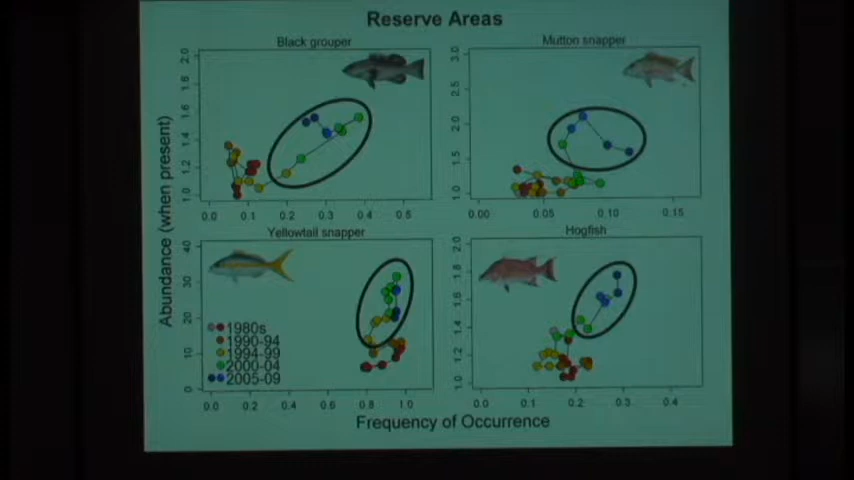 Reserve Areas
Black grouper
Mutton snapper
2.0
1.8
1.6
1.4
1.2
1.0
0.0 0.1 0.2 0.3 0.4 0.5
3.0
2.5
2.0
1.5
1.0
0.00 0.05 0.10 0.15
Yellowtail snapper
Hogfish
40
30
20
10
0
1980s
1990-94
1994-99
2000-04
2005-09
0.0 0.2 0.4 0.6 0.8 1.0
2.0
1.8
1.6
1.4
1.2
1.0
0.0 0.1 0.2 0.3 0.4
Abundance (when present)
Frequency of Occurrence